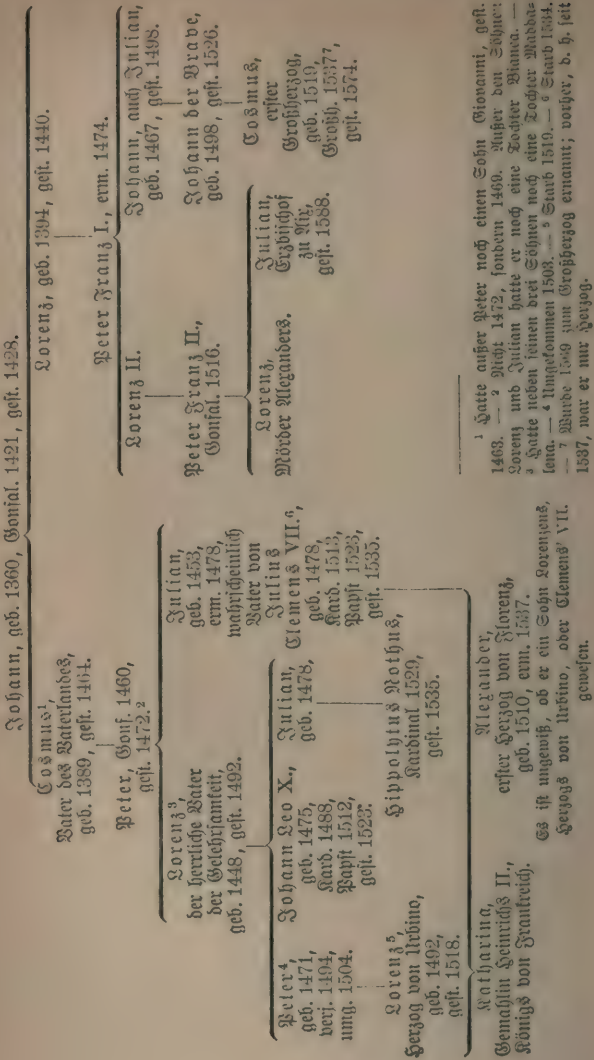 Johann, geb. 1360, Gonfal. 1421, gest. 1428.
Cosmus¹,
Vater des Vaterlandes,
geb. 1389, gest. 1464.
Lorenz, geb. 1394, gest. 1440.
Peter, Gonf. 1460,
gest. 1472.²
Peter Franz I., erm. 1474.
Lorenz³,
der herrliche Vater
der Gelehrsamkeit,
geb. 1448, gest. 1492.
Julian,
geb. 1453,
erm. 1478,
wahrscheinlich
Vater von
Julius
Clemens VII.⁶,
geb. 1478,
Kard. 1513,
Papst 1523,
gest. 1535.
Lorenz II.
Johann, auch Julian,
geb. 1467, gest. 1498.
Peter Franz II.,
Gonfal. 1516.
Johann der Brave,
geb. 1498, gest. 1526.
Peter⁴,
geb. 1471,
verj. 1494,
umg. 1504.
Johann Leo X.,
geb. 1475,
Kard. 1488,
Papst 1512,
gest. 1523.
Julian,
geb. 1478,
Lorenz,
Mörder Alexanders.
Julian,
Erzbischof
zu Aix,
gest. 1588.
Cosmus,
erster
Großherzog,
geb. 1519,
Großh. 1537⁷,
gest. 1574.
Lorenz⁵,
Herzog von Urbino,
geb. 1492,
gest. 1518.
Hippolytus Nothus,
Kardinal 1529,
gest. 1535.
Katharina,
Gemahlin Heinrichs II.,
Königs von Frankreich.
Alexander,
erster Herzog von Florenz,
geb. 1510, erm. 1537.
Es ist ungewiß, ob er ein Sohn Lorenzens,
Herzogs von Urbino, oder Clemens' VII.
gewesen.
¹ Hatte außer Peter noch einen Sohn Giovanni, gest.
1463. — ² Nicht 1472, sondern 1469. Außer den Söhnen
Lorenz und Julian hatte er noch eine Tochter Bianca. —
³ Hatte neben seinen drei Söhnen noch eine Tochter Madda=
lena. — ⁴ Umgekommen 1503. — ⁵ Starb 1519. — ⁶ Starb 1534.
— ⁷ Wurde 1569 zum Großherzog ernannt; vorher, d. h. seit
1537, war er nur Herzog.